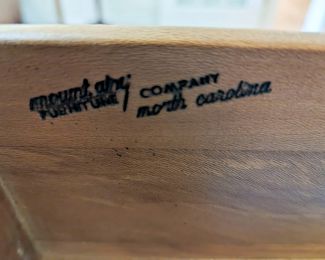 mount airy
FURNITURE COMPANY
north carolina